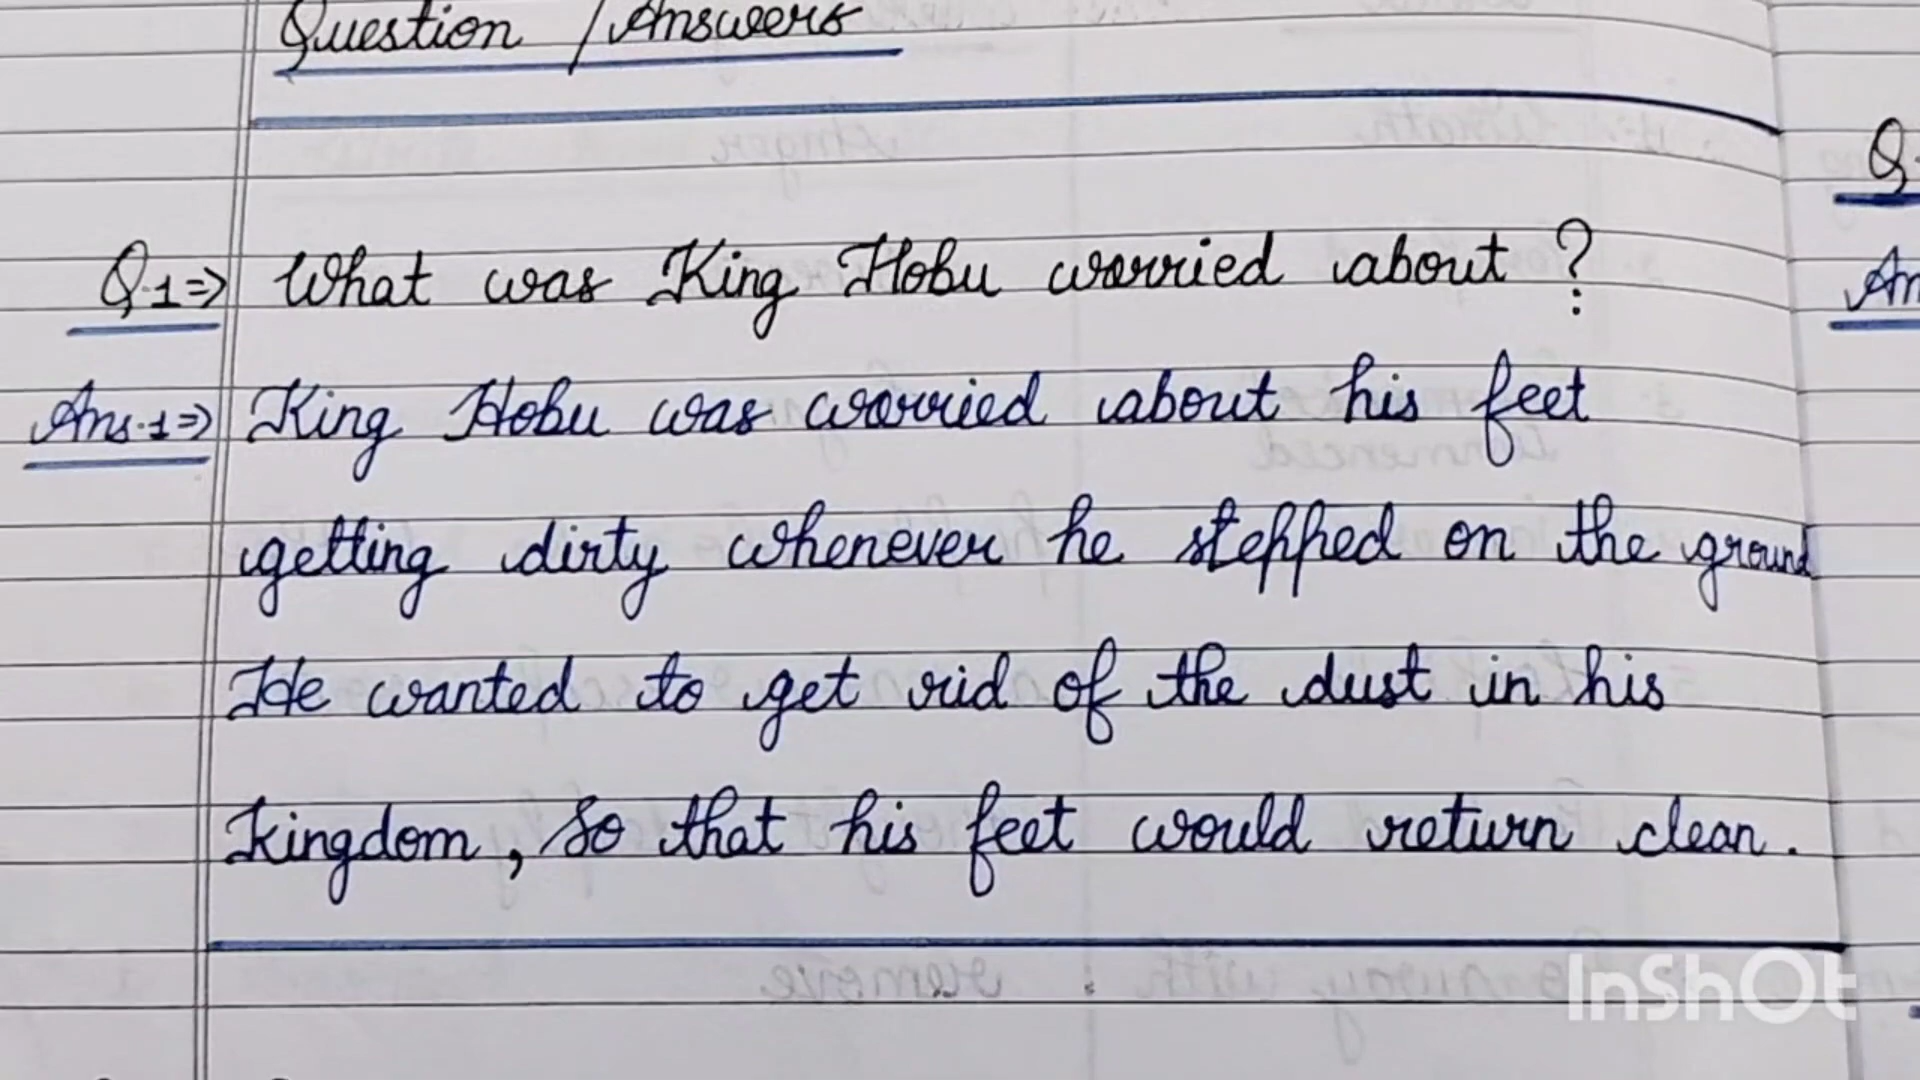 Question / Answers
Q.1⇒ What was King Hobu worried about ?
Ans.1⇒ King Hobu was worried about his feet
getting dirty whenever he stepped on the ground
He wanted to get rid of the dust in his
kingdom, so that his feet would return clean.
Q.
An
InShOt